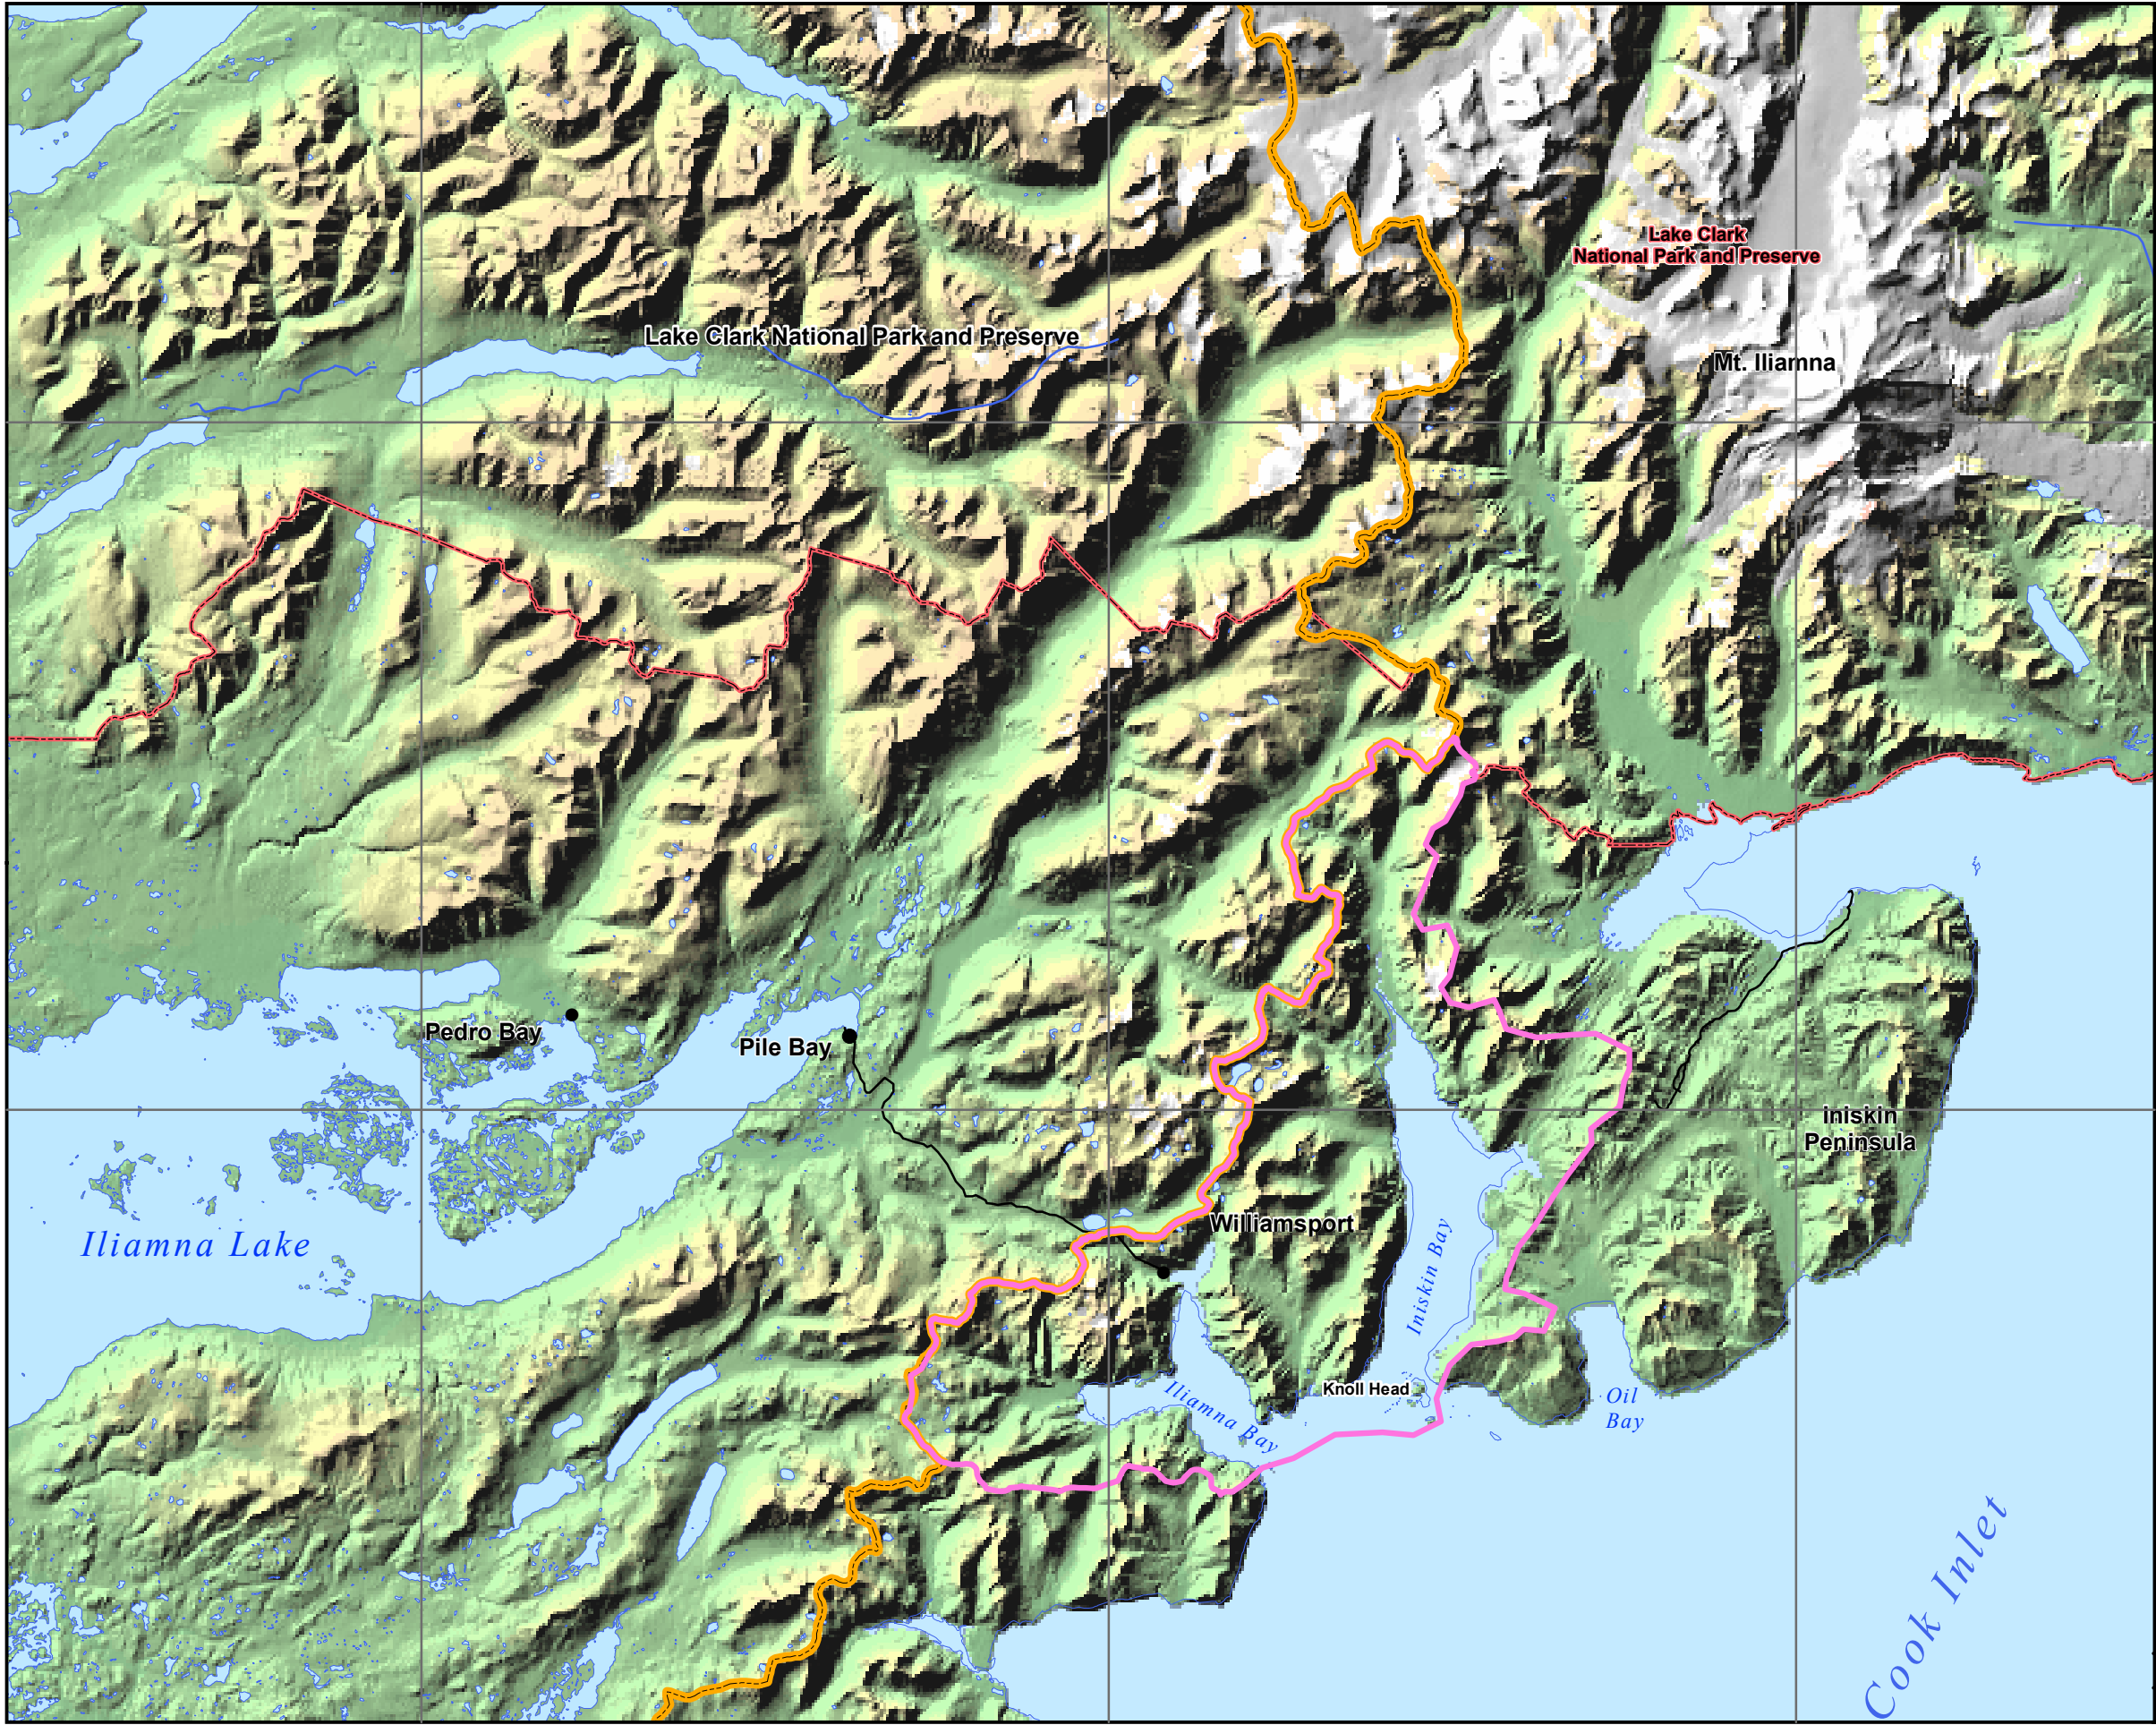 Lake Clark
National Park and Preserve
Lake Clark National Park and Preserve
Mt. Iliamna
Pedro Bay
Pile Bay
iniskin
Peninsula
Iliamna Lake
Williamsport
Iniskin Bay
Knoll Head
Iliamna Bay
Oil
Bay
Cook Inlet